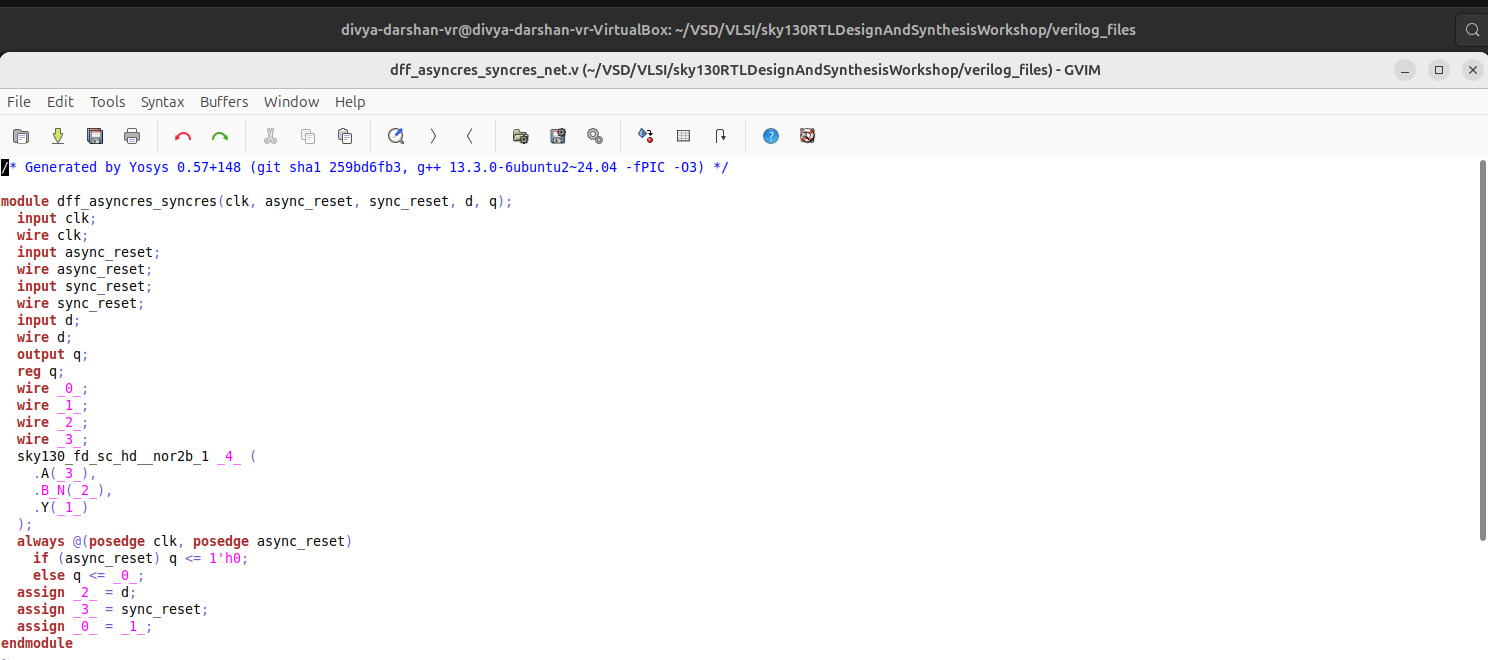 divya-darshan-vr@divya-darshan-vr-VirtualBox: ~/VSD/VLSI/sky130RTLDesignAndSynthesisWorkshop/verilog_files
dff_asyncres_syncres_net.v (~/VSD/VLSI/sky130RTLDesignAndSynthesisWorkshop/verilog_files) - GVIM
File Edit Tools Syntax Buffers Window Help
/* Generated by Yosys 0.57+148 (git sha1 259bd6fb3, g++ 13.3.0-6ubuntu2~24.04 -fPIC -O3) */
module dff_asyncres_syncres(clk, async_reset, sync_reset, d, q);
  input clk;
  wire clk;
  input async_reset;
  wire async_reset;
  input sync_reset;
  wire sync_reset;
  input d;
  wire d;
  output q;
  reg q;
  wire _0_;
  wire _1_;
  wire _2_;
  wire _3_;
  sky130_fd_sc_hd__nor2b_1 _4_ (
    .A(_3_),
    .B_N(_2_),
    .Y(_1_)
  );
  always @(posedge clk, posedge async_reset)
    if (async_reset) q <= 1'h0;
    else q <= _0_;
  assign _2_ = d;
  assign _3_ = sync_reset;
  assign _0_ = _1_;
endmodule